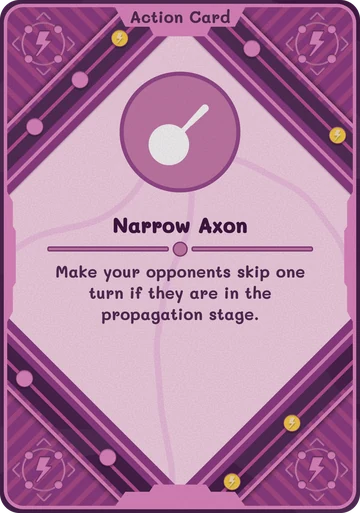 Action Card
Narrow Axon
Make your opponents skip one
turn if they are in the
propagation stage.